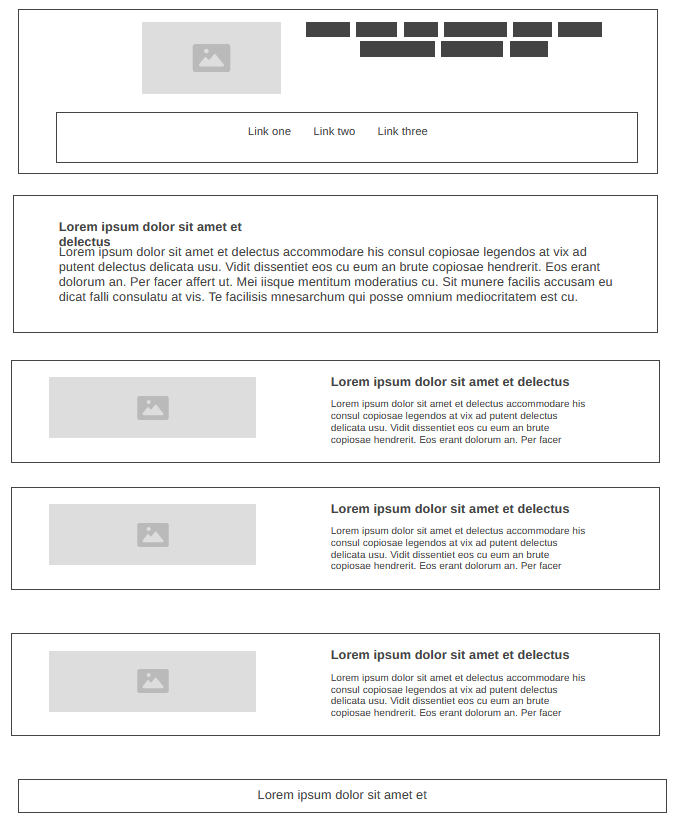 Link one Link two Link three
Lorem ipsum dolor sit amet et
delectus
Lorem ipsum dolor sit amet et delectus accommodare his consul copiosae legendos at vix ad
putent delectus delicata usu. Vidit dissentiet eos cu eum an brute copiosae hendrerit. Eos erant
dolorum an. Per facer affert ut. Mei iisque mentitum moderatius cu. Sit munere facilis accusam eu
dicat falli consulatu at vis. Te facilisis mnesarchum qui posse omnium mediocritatem est cu.
Lorem ipsum dolor sit amet et delectus
Lorem ipsum dolor sit amet et delectus accommodare his
consul copiosae legendos at vix ad putent delectus
delicata usu. Vidit dissentiet eos cu eum an brute
copiosae hendrerit. Eos erant dolorum an. Per facer
Lorem ipsum dolor sit amet et delectus
Lorem ipsum dolor sit amet et delectus accommodare his
consul copiosae legendos at vix ad putent delectus
delicata usu. Vidit dissentiet eos cu eum an brute
copiosae hendrerit. Eos erant dolorum an. Per facer
Lorem ipsum dolor sit amet et delectus
Lorem ipsum dolor sit amet et delectus accommodare his
consul copiosae legendos at vix ad putent delectus
delicata usu. Vidit dissentiet eos cu eum an brute
copiosae hendrerit. Eos erant dolorum an. Per facer
Lorem ipsum dolor sit amet et